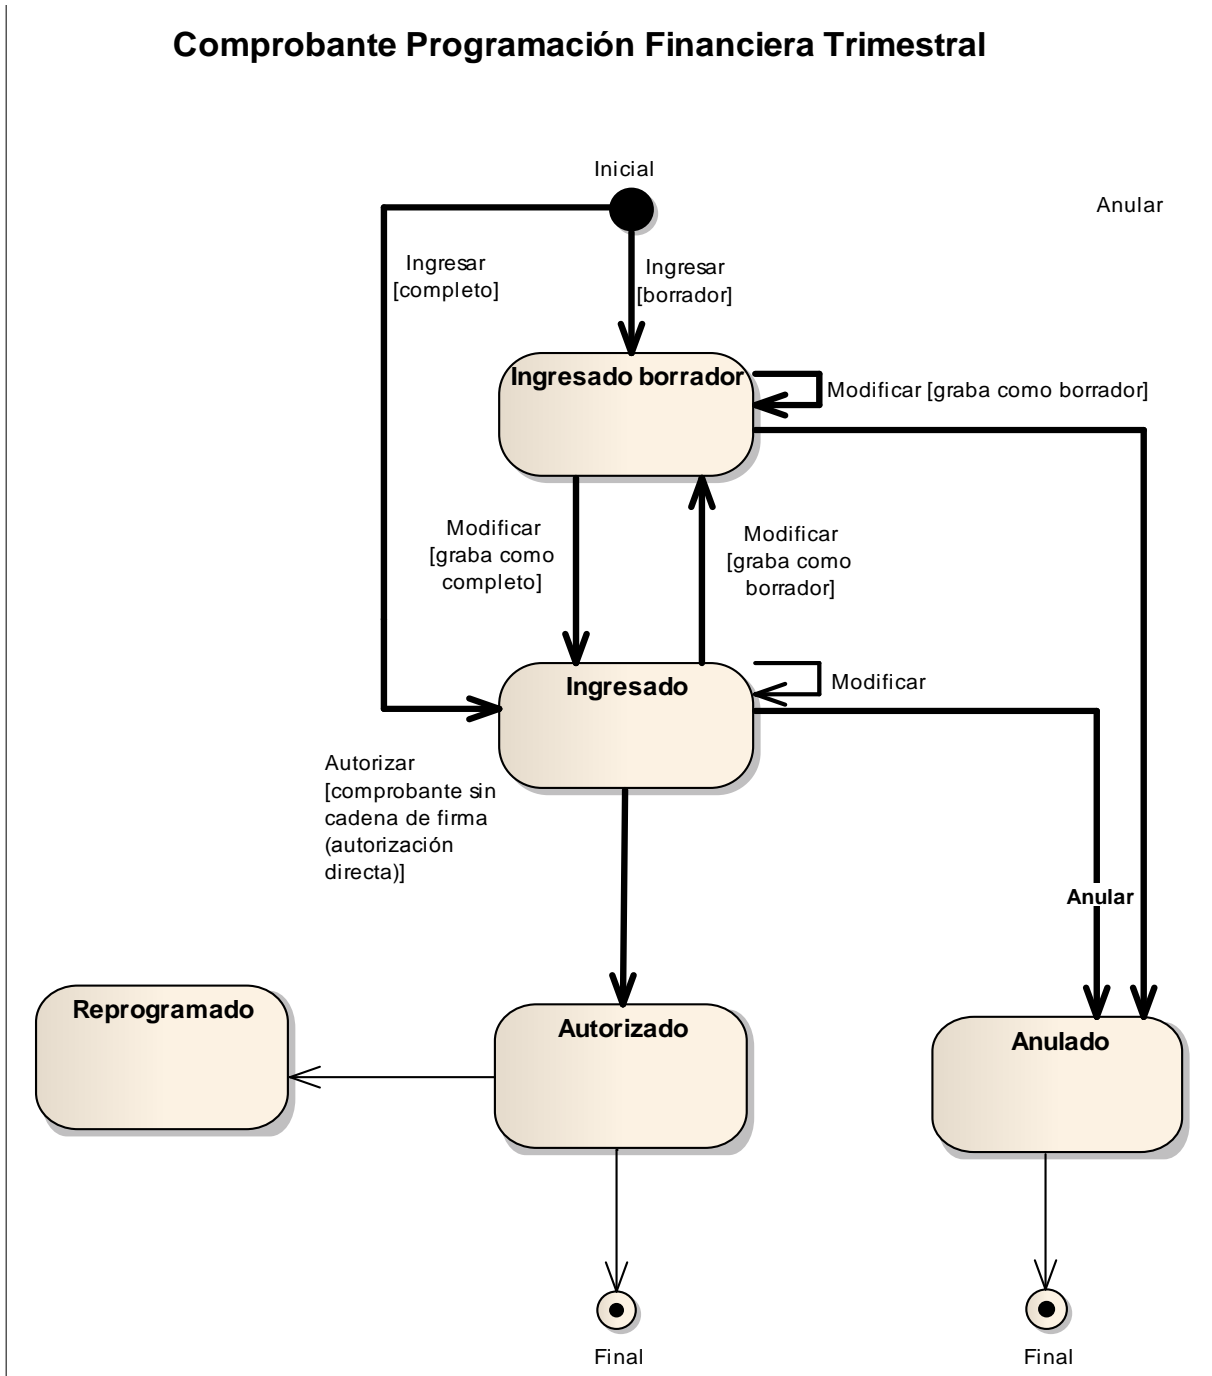 Comprobante Programación Financiera Trimestral
Inicial
Anular
Ingresar
[completo]
Ingresar
[borrador]
Ingresado borrador
Modificar [graba como borrador]
Modificar
[graba como
completo]
Modificar
[graba como
borrador]
Ingresado
Modificar
Autorizar
[comprobante sin
cadena de firma
(autorización
directa)]
Anular
Reprogramado
Autorizado
Anulado
Final
Final